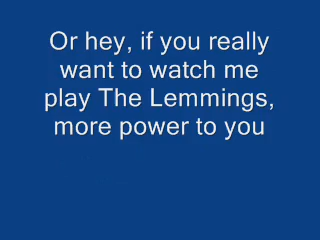 Or hey, if you really
want to watch me
play The Lemmings,
more power to you